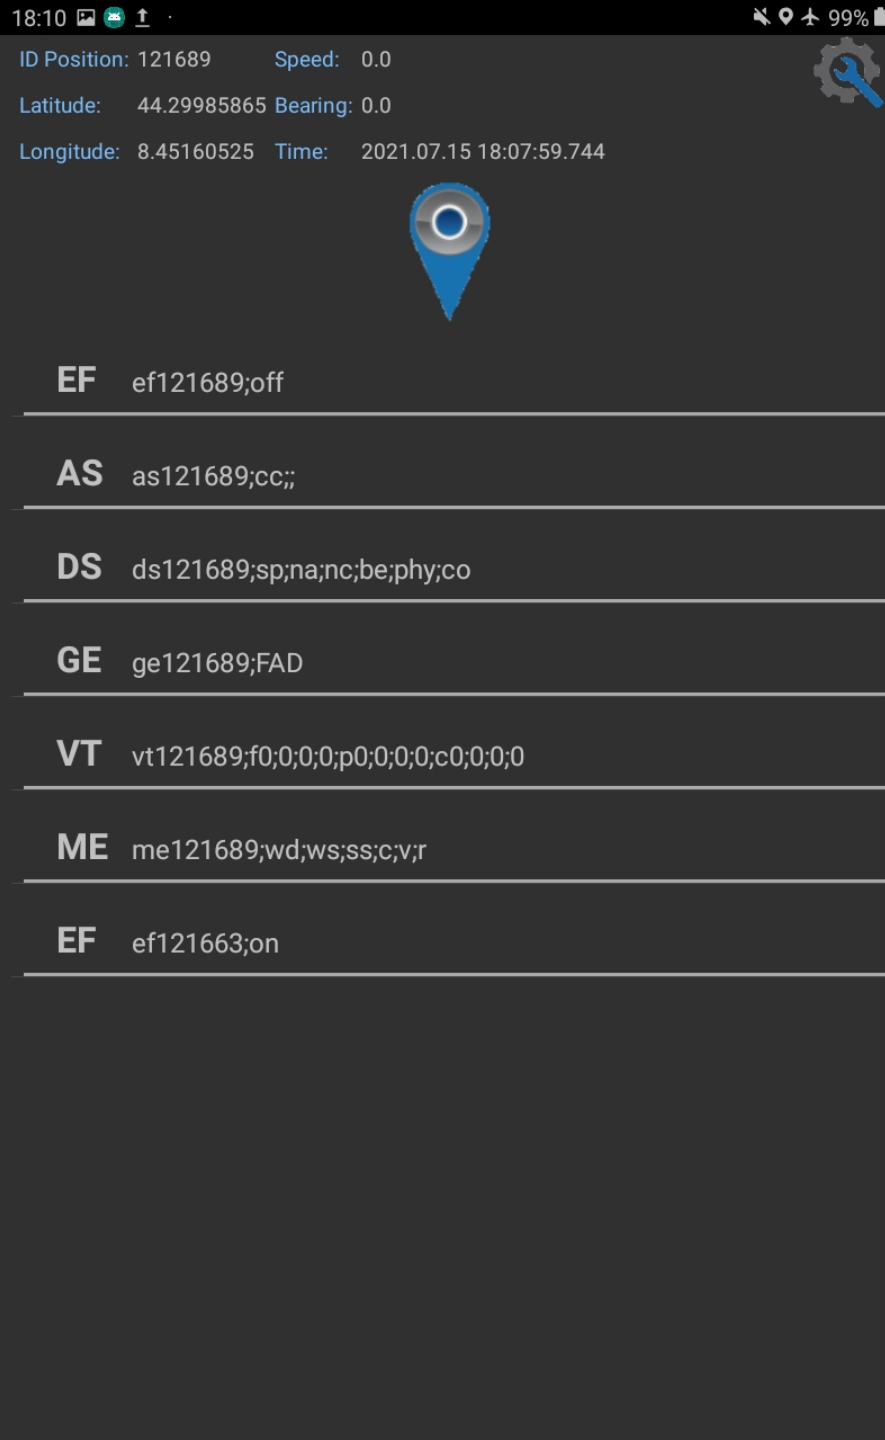 18:10 99%
ID Position: 121689 Speed: 0.0
Latitude: 44.29985865 Bearing: 0.0
Longitude: 8.45160525 Time: 2021.07.15 18:07:59.744
EF ef121689;off
AS as121689;cc;;
DS ds121689;sp;na;nc;be;phy;co
GE ge121689;FAD
VT vt121689;f0;0;0;0;p0;0;0;0;c0;0;0;0
ME me121689;wd;ws;ss;c;v;r
EF ef121663;on